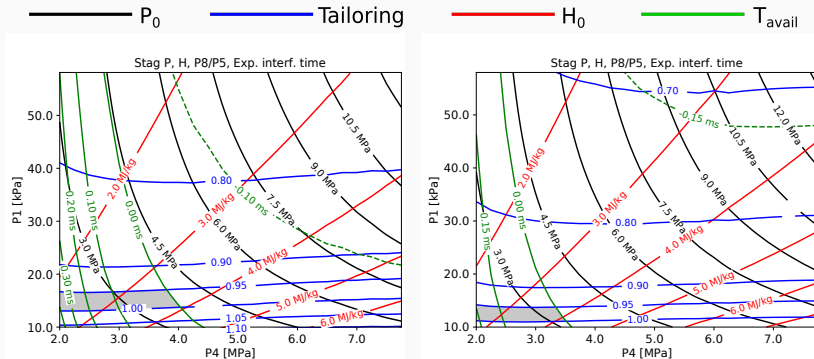 P0 Tailoring H0 Tavail
Stag P, H, P8/P5, Exp. interf. time
P1 [kPa]
50.0
40.0
30.0
20.0
10.0
2.0 3.0 4.0 5.0 6.0 7.0
P4 [MPa]
10.5 MPa
9.0 MPa
7.5 MPa
6.0 MPa
4.5 MPa
3.0 MPa
2.0 MJ/kg
3.0 MJ/kg
4.0 MJ/kg
5.0 MJ/kg
6.0 MJ/kg
0.80
0.90
0.95
1.00
1.05
1.10
0.30 ms
0.20 ms
0.10 ms
0.00 ms
-0.10 ms
Stag P, H, P8/P5, Exp. interf. time
P1 [kPa]
50.0
40.0
30.0
20.0
10.0
2.0 3.0 4.0 5.0 6.0 7.0
P4 [MPa]
12.0 MPa
10.5 MPa
9.0 MPa
7.5 MPa
6.0 MPa
4.5 MPa
3.0 MPa
2.0 MJ/kg
3.0 MJ/kg
4.0 MJ/kg
5.0 MJ/kg
6.0 MJ/kg
0.70
0.80
0.90
0.95
1.00
0.15 ms
0.00 ms
-0.15 ms